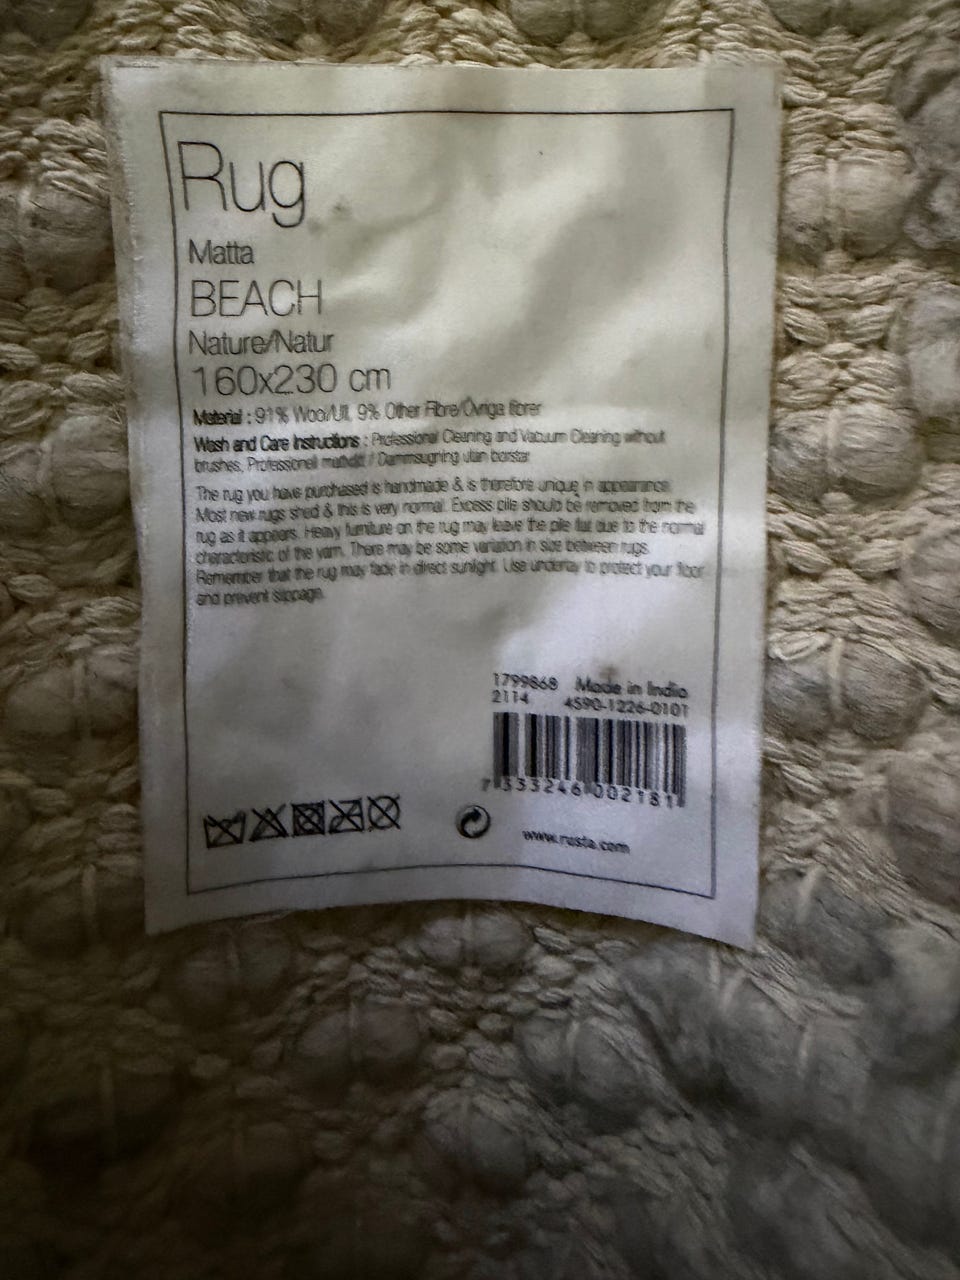 Rug
Matta
BEACH
Nature/Natur
160x230 cm
Material : 91% Wool/Ull, 9% Other Fibre/Övriga fibrer
Wash and Care Instructions : Professional Cleaning and Vacuum Cleaning without
brushes, Professionell mattvätt / Dammsugning utan borstar
The rug you have purchased is handmade & is therefore unique in appearance.
Most new rugs shed & this is very normal. Excess pile should be removed from the
rug as it appears. Heavy furniture on the rug may leave the pile flat due to the normal
characteristic of the yarn. There may be some variation in size between rugs.
Remember that the rug may fade in direct sunlight. Use underlay to protect your floor
and prevent slippage.
1799868 Made in India
2114 4590-1226-0101
7 333246 002181
www.rusta.com